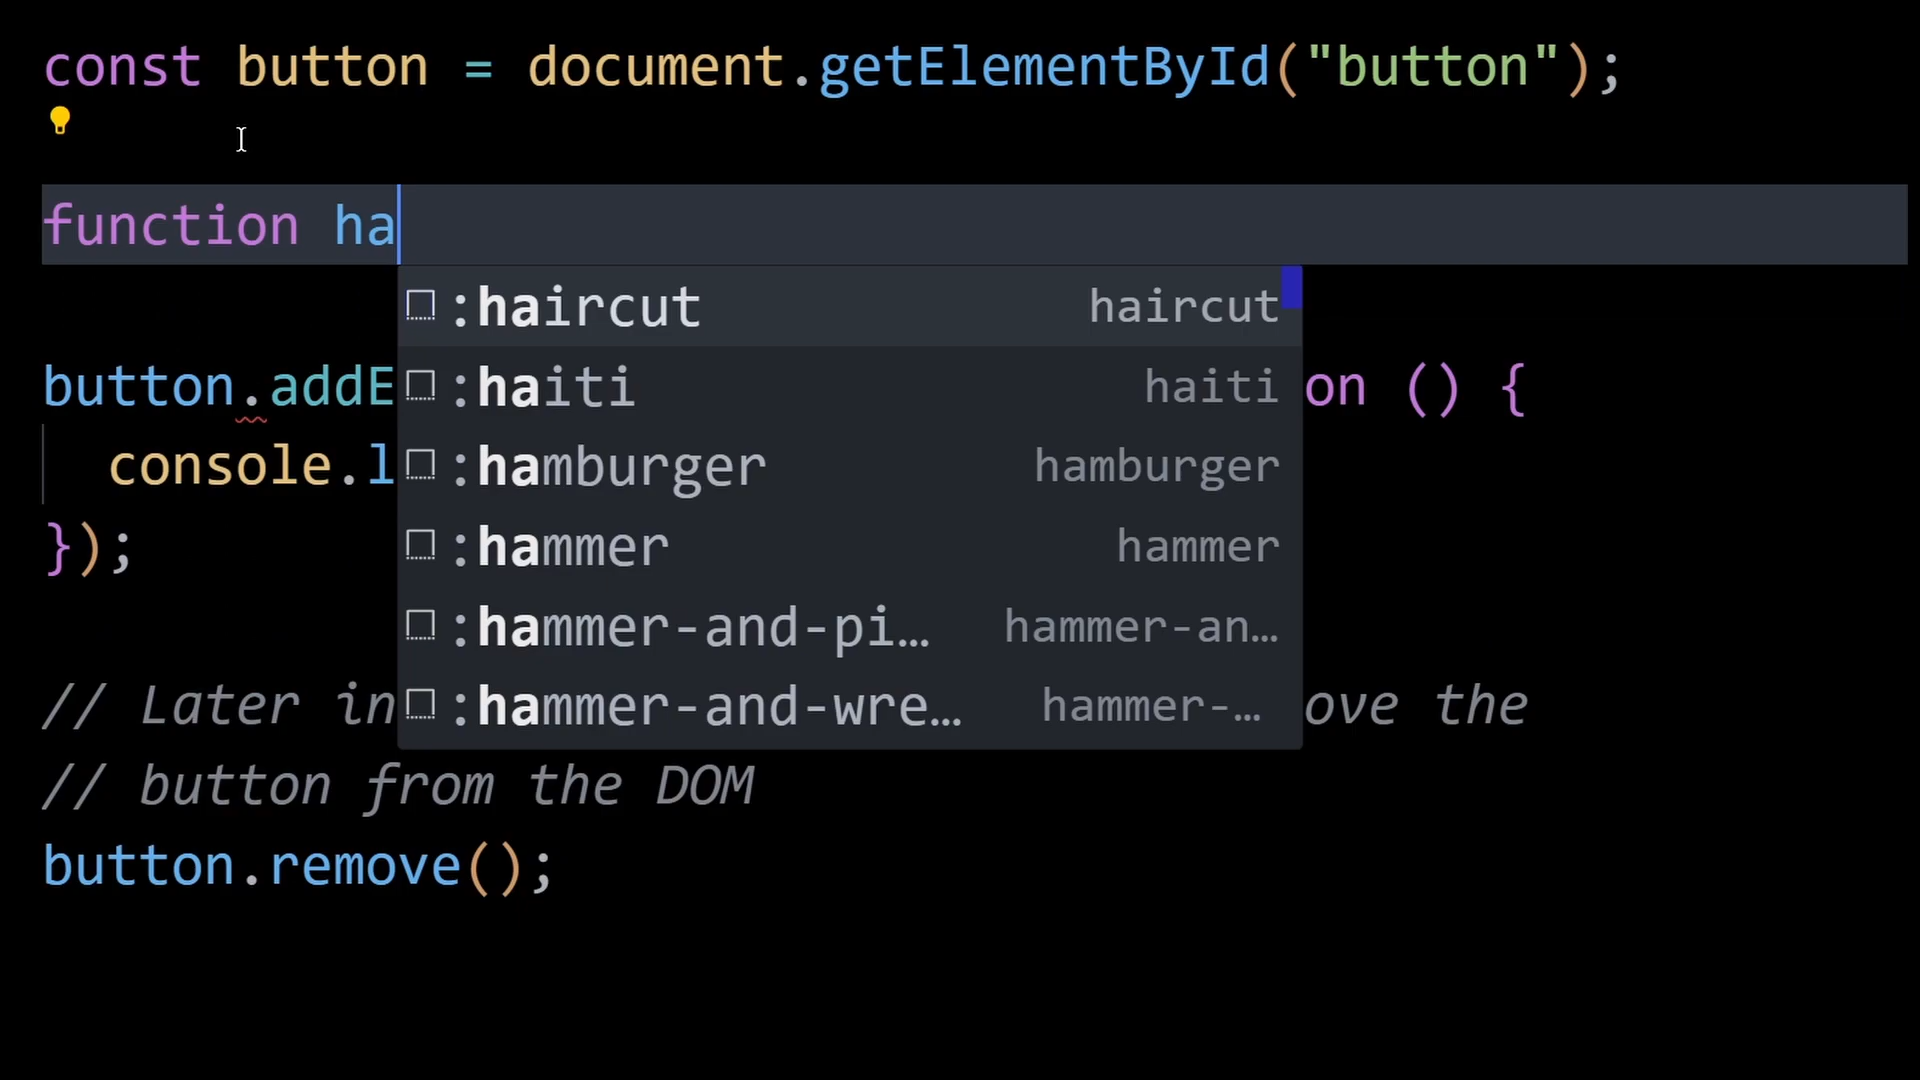 const button = document.getElementById("button");
function ha
:haircut haircut
button.addE :haiti haiti on () {
console.l :hamburger hamburger
}); :hammer hammer
:hammer-and-pi… hammer-an…
// Later in :hammer-and-wre… hammer-… ove the
// button from the DOM
button.remove();